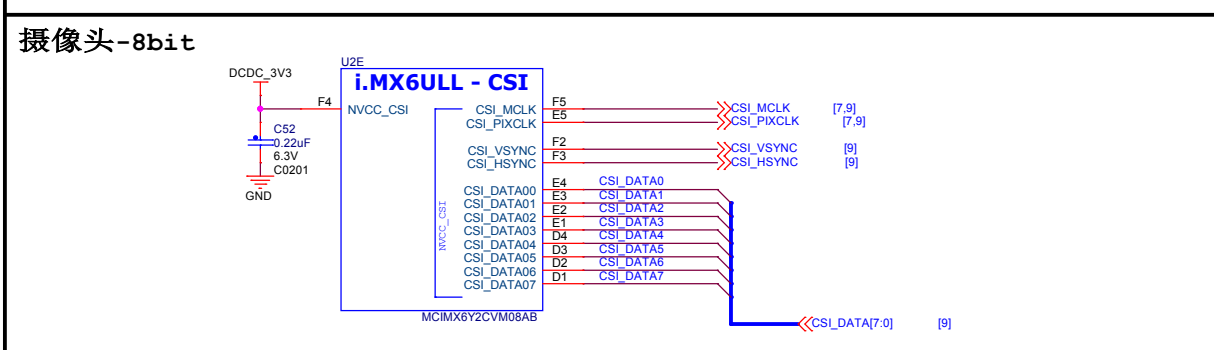 摄像头-8bit
U2E
DCDC_3V3
i.MX6ULL - CSI
F4 NVCC_CSI
CSI_MCLK F5 CSI_MCLK [7,9]
CSI_PIXCLK E5 CSI_PIXCLK [7,9]
C52
0.22uF
6.3V
C0201
GND
CSI_VSYNC F2 CSI_VSYNC [9]
CSI_HSYNC F3 CSI_HSYNC [9]
NVCC_CSI
CSI_DATA00 E4 CSI_DATA0
CSI_DATA01 E3 CSI_DATA1
CSI_DATA02 E2 CSI_DATA2
CSI_DATA03 E1 CSI_DATA3
CSI_DATA04 D4 CSI_DATA4
CSI_DATA05 D3 CSI_DATA5
CSI_DATA06 D2 CSI_DATA6
CSI_DATA07 D1 CSI_DATA7
MCIMX6Y2CVM08AB
CSI_DATA[7:0] [9]